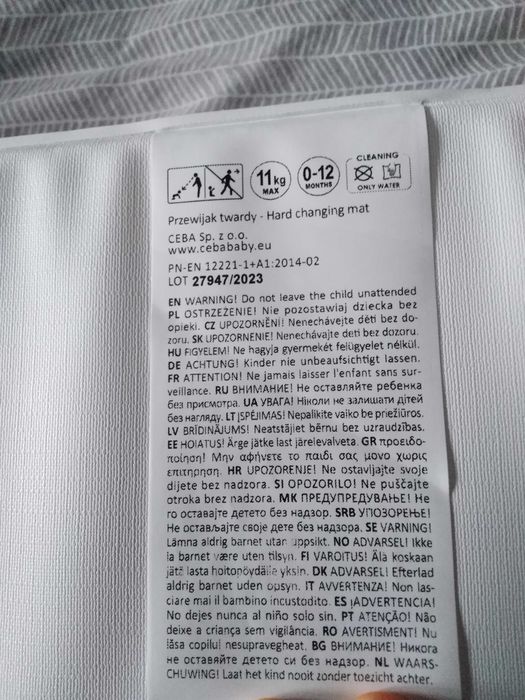 11 kg
MAX
0-12
MONTHS
CLEANING
ONLY WATER
Przewijak twardy - Hard changing mat
CEBA Sp. z o.o.
www.cebababy.eu
PN-EN 12221-1+A1:2014-02
LOT 27947/2023
EN WARNING! Do not leave the child unattended
PL OSTRZEŻENIE! Nie pozostawiaj dziecka bez
opieki. CZ UPOZORNĚNÍ! Nenechávejte děti bez do-
zoru. SK UPOZORNENIE! Nenechávajte deti bez dozoru.
HU FIGYELEM! Ne hagyja gyermekét felügyelet nélkül.
DE ACHTUNG! Kinder nie unbeaufsichtigt lassen.
FR ATTENTION! Ne jamais laisser l'enfant sans sur-
veillance. RU ВНИМАНИЕ! Не оставляйте ребенка
без присмотра. UA УВАГА! Ніколи не залишати дітей
без нагляду. LT ĮSPĖJIMAS! Nepalikite vaiko be priežiūros.
LV BRĪDINĀJUMS! Neatstājiet bērnu bez uzraudzības.
EE HOIATUS! Ärge jätke last järelevalveta. GR προειδο-
ποίηση! Μην αφήνετε το παιδι σας μονο χωρις
επιτηρηση. HR UPOZORENJE! Ne ostavljajte svoje
dijete bez nadzora. SI OPOZORILO! Ne puščajte
otroka brez nadzora. MK ПРЕДУПРЕДУВАЊЕ! Не
го оставајте детето без надзор. SRB УПОЗОРЕЊЕ!
Не остављајте своје дете без надзора. SE VARNING!
Lämna aldrig barnet utan uppsikt. NO ADVARSEL! Ikke
la barnet være uten tilsyn. FI VAROITUS! Älä koskaan
jätä lasta hoitopöydälle yksin. DK ADVARSEL! Efterlad
aldrig barnet uden opsyn. IT AVVERTENZA! Non las-
ciare mai il bambino incustodito. ES ¡ADVERTENCIA!
No dejes nunca al niño solo sin. PT ATENÇÃO! Não
deixe a criança sem vigilância. RO AVERTISMENT! Nu
lăsa copilul nesupravegheat. BG ВНИМАНИЕ! Никога
не оставяйте детето си без надзор. NL WAARS-
CHUWING! Laat het kind nooit zonder toezicht achter.